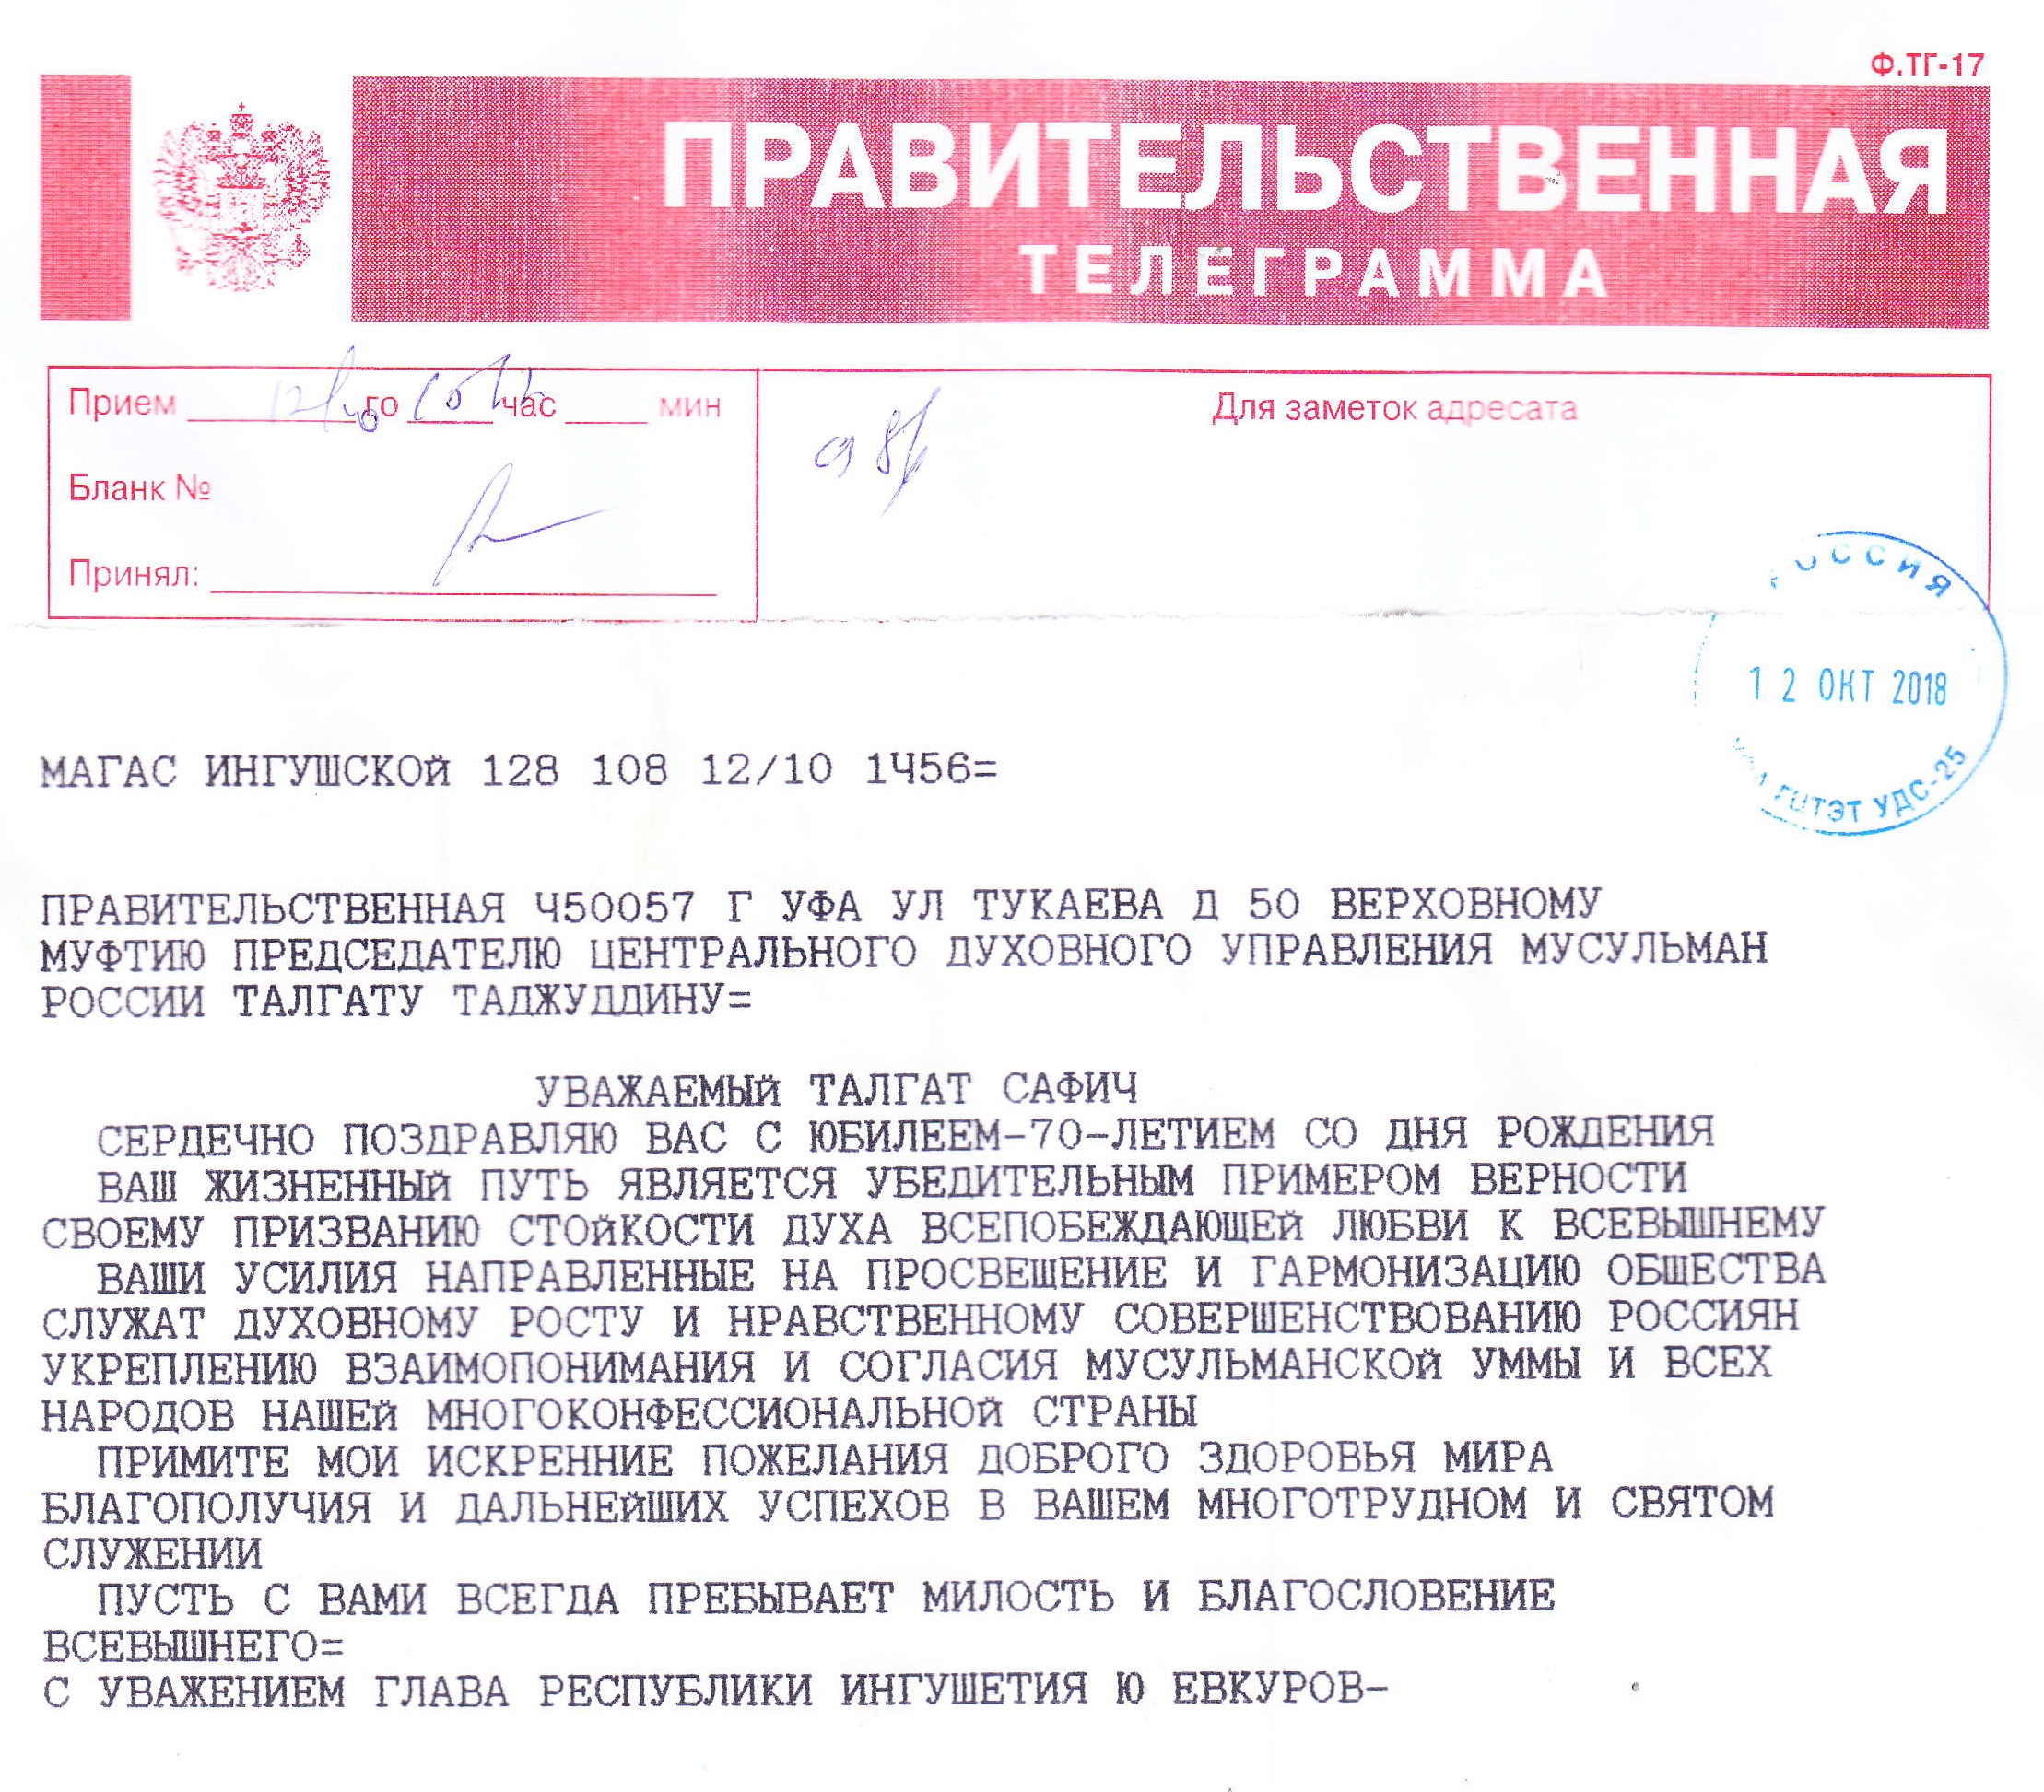 Ф.ТГ-17
ПРАВИТЕЛЬСТВЕННАЯ
ТЕЛЕГРАММА
Прием го час мин
Для заметок адресата
Бланк №
Принял:
РОССИЯ
12 ОКТ 2018
ГЦТЭТ УДС-25
МАГАС ИНГУШСКОЙ 128 108 12/10 1456=
ПРАВИТЕЛЬСТВЕННАЯ 450057 Г УФА УЛ ТУКАЕВА Д 50 ВЕРХОВНОМУ
МУФТИЮ ПРЕДСЕДАТЕЛЮ ЦЕНТРАЛЬНОГО ДУХОВНОГО УПРАВЛЕНИЯ МУСУЛЬМАН
РОССИИ ТАЛГАТУ ТАДЖУДДИНУ=
УВАЖАЕМЫЙ ТАЛГАТ САФИЧ
СЕРДЕЧНО ПОЗДРАВЛЯЮ ВАС С ЮБИЛЕЕМ-70-ЛЕТИЕМ СО ДНЯ РОЖДЕНИЯ
ВАШ ЖИЗНЕННЫЙ ПУТЬ ЯВЛЯЕТСЯ УБЕДИТЕЛЬНЫМ ПРИМЕРОМ ВЕРНОСТИ
СВОЕМУ ПРИЗВАНИЮ СТОЙКОСТИ ДУХА ВСЕПОБЕЖДАЮЩЕЙ ЛЮБВИ К ВСЕВЫШНЕМУ
ВАШИ УСИЛИЯ НАПРАВЛЕННЫЕ НА ПРОСВЕЩЕНИЕ И ГАРМОНИЗАЦИЮ ОБЩЕСТВА
СЛУЖАТ ДУХОВНОМУ РОСТУ И НРАВСТВЕННОМУ СОВЕРШЕНСТВОВАНИЮ РОССИЯН
УКРЕПЛЕНИЮ ВЗАИМОПОНИМАНИЯ И СОГЛАСИЯ МУСУЛЬМАНСКОЙ УММЫ И ВСЕХ
НАРОДОВ НАШЕЙ МНОГОКОНФЕССИОНАЛЬНОЙ СТРАНЫ
ПРИМИТЕ МОИ ИСКРЕННИЕ ПОЖЕЛАНИЯ ДОБРОГО ЗДОРОВЬЯ МИРА
БЛАГОПОЛУЧИЯ И ДАЛЬНЕЙШИХ УСПЕХОВ В ВАШЕМ МНОГОТРУДНОМ И СВЯТОМ
СЛУЖЕНИИ
ПУСТЬ С ВАМИ ВСЕГДА ПРЕБЫВАЕТ МИЛОСТЬ И БЛАГОСЛОВЕНИЕ
ВСЕВЫШНЕГО=
С УВАЖЕНИЕМ ГЛАВА РЕСПУБЛИКИ ИНГУШЕТИЯ Ю ЕВКУРОВ-